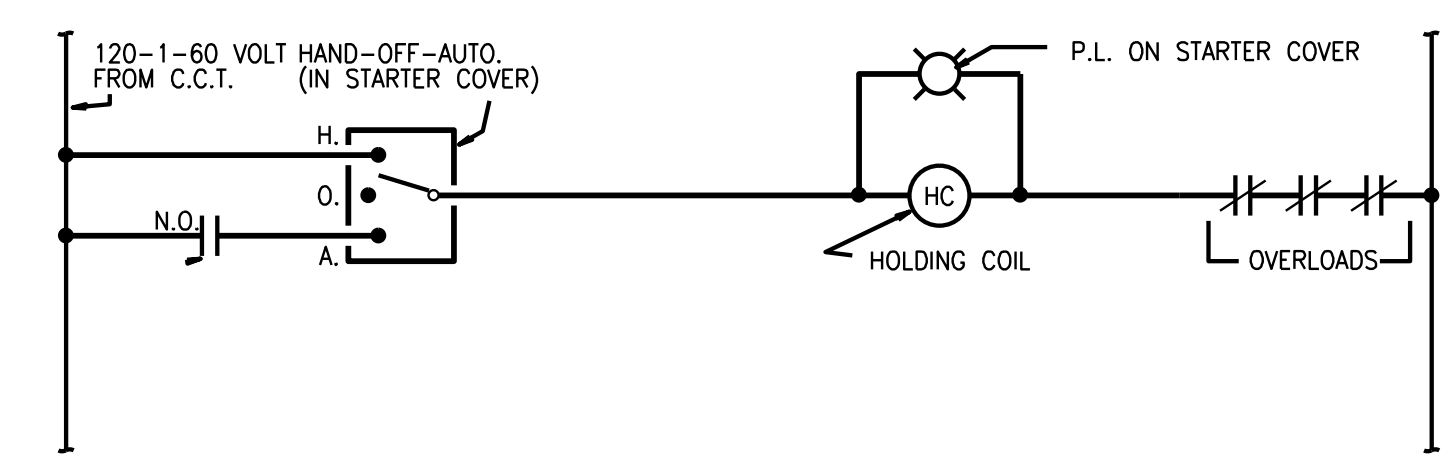 120-1-60 VOLT HAND-OFF-AUTO.
FROM C.C.T. (IN STARTER COVER)
P.L. ON STARTER COVER
H.
O.
N.O.
A.
HC
HOLDING COIL
OVERLOADS